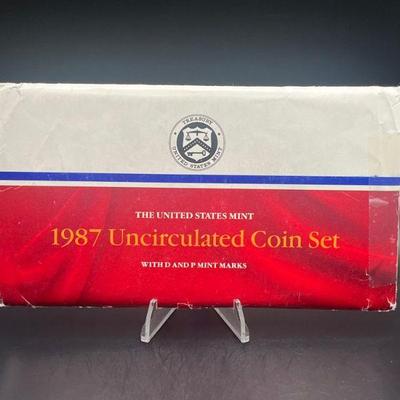 TREASURY
UNITED STATES MINT
THE UNITED STATES MINT
1987 Uncirculated Coin Set
WITH D AND P MINT MARKS